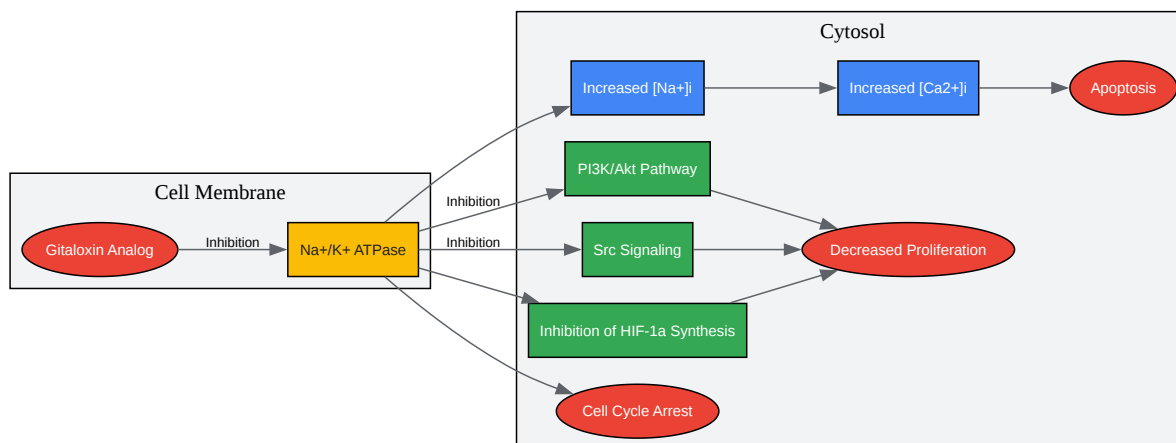 Cytosol
Increased [Na+]i
Increased [Ca2+]i
Apoptosis
PI3K/Akt Pathway
Cell Membrane
Inhibition
Gitaloxin Analog
Inhibition
Na+/K+ ATPase
Inhibition
Src Signaling
Decreased Proliferation
Inhibition of HIF-1a Synthesis
Cell Cycle Arrest